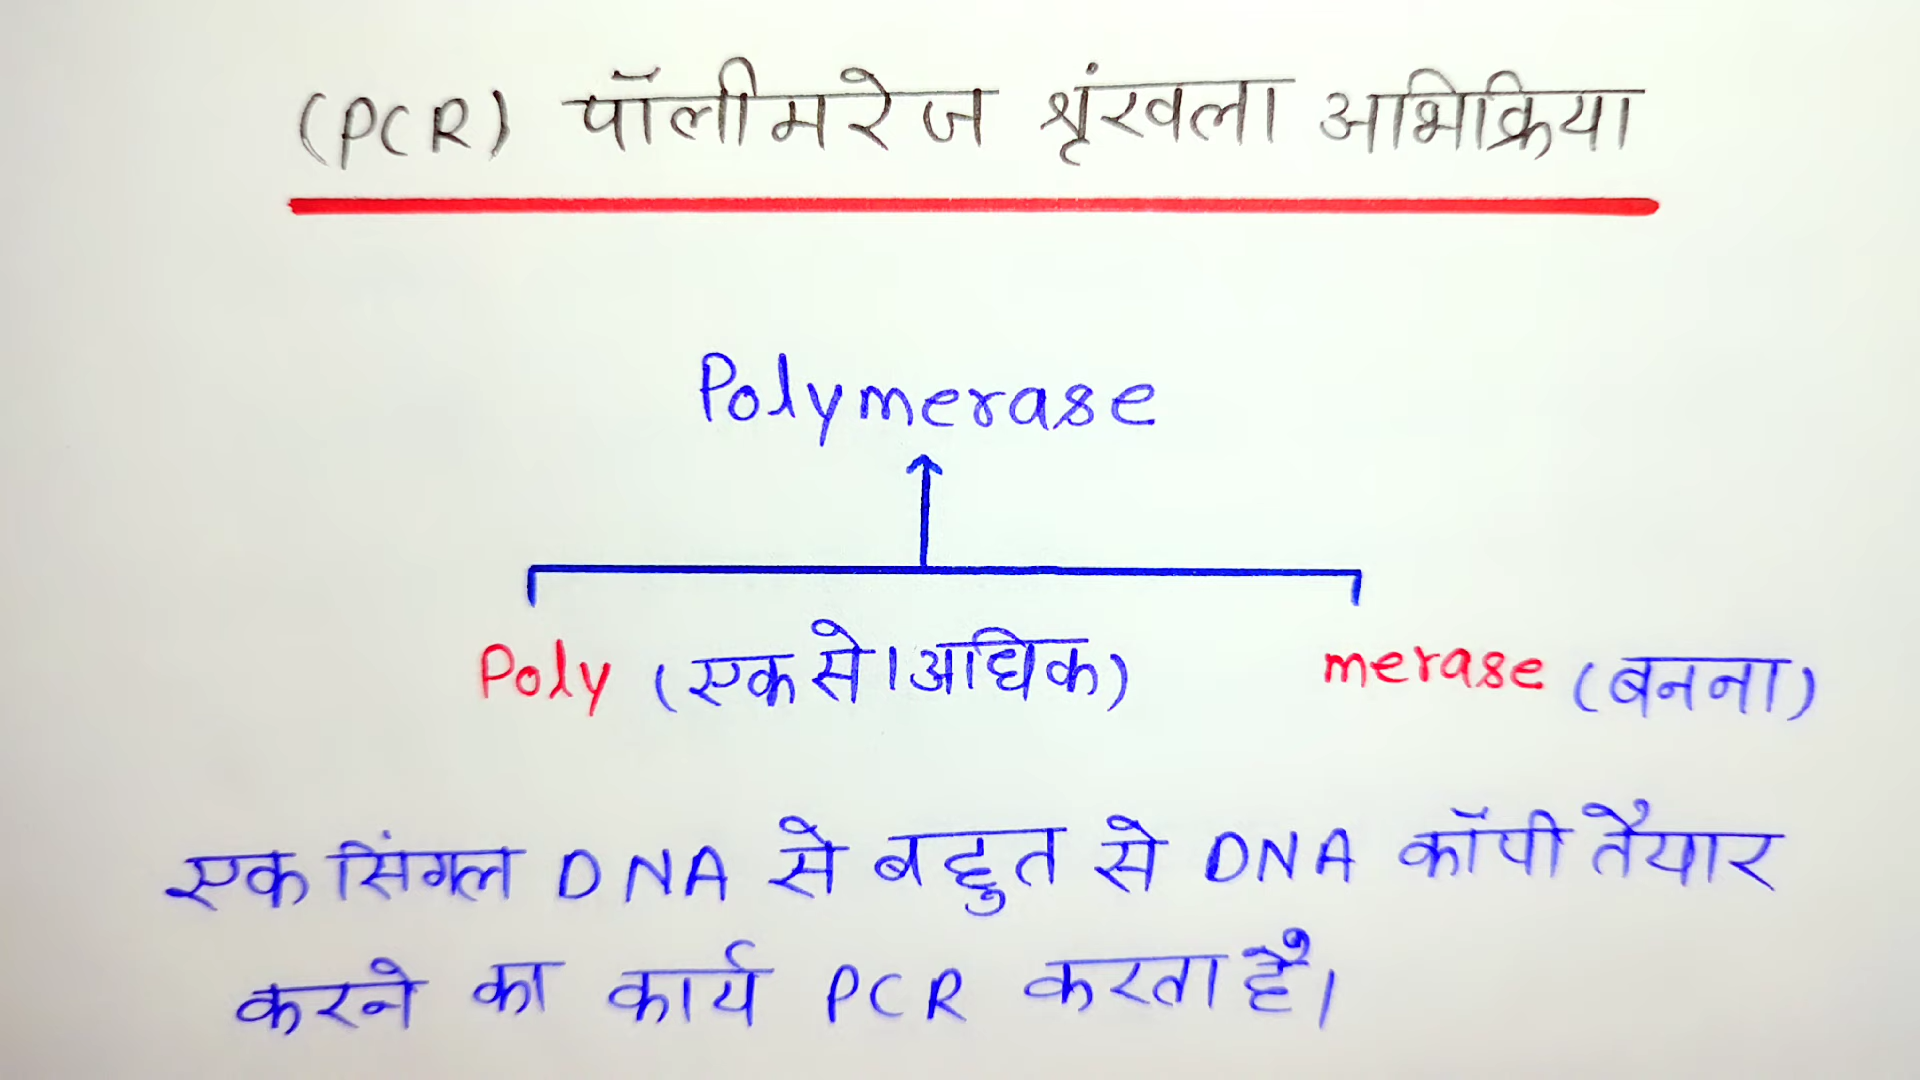 (PCR) पॉलीमरेज श्रृंखला अभिक्रिया
Polymerase
Poly (एक से।अधिक) merase (बनना)
एक सिंगल DNA से बहुत से DNA कॉपी तैयार
करने का कार्य PCR करता है।